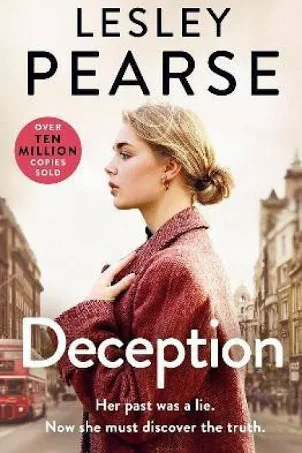 LESLEY
PEARSE
OVER
TEN
MILLION
COPIES
SOLD
Deception
Her past was a lie.
Now she must discover the truth.